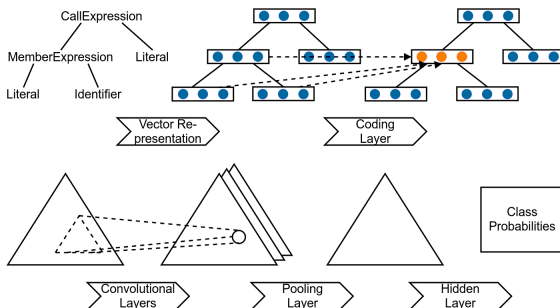 CallExpression
MemberExpression
Literal
Literal
Identifier
Vector Re-
presentation
Coding
Layer
Class
Probabilities
Convolutional
Layers
Pooling
Layer
Hidden
Layer